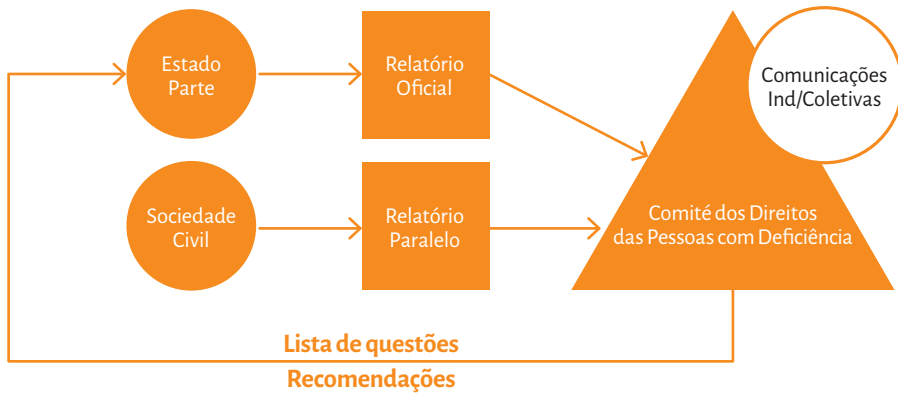 Estado
Parte
Relatório
Oficial
Comunicações
Ind/Coletivas
Sociedade
Civil
Relatório
Paralelo
Comité dos Direitos
das Pessoas com Deficiência
Lista de questões
Recomendações